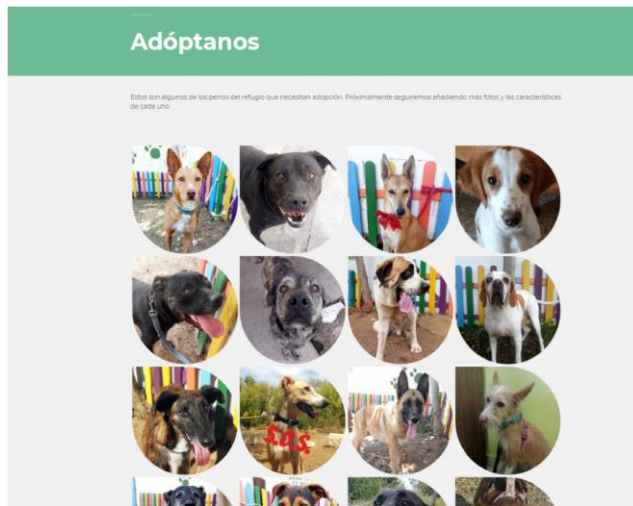 Adóptanos
Estos son algunos de los perros del refugio que necesitan adopción. Próximamente seguiremos añadiendo más fotos y las características
de cada uno.
S.O.S.